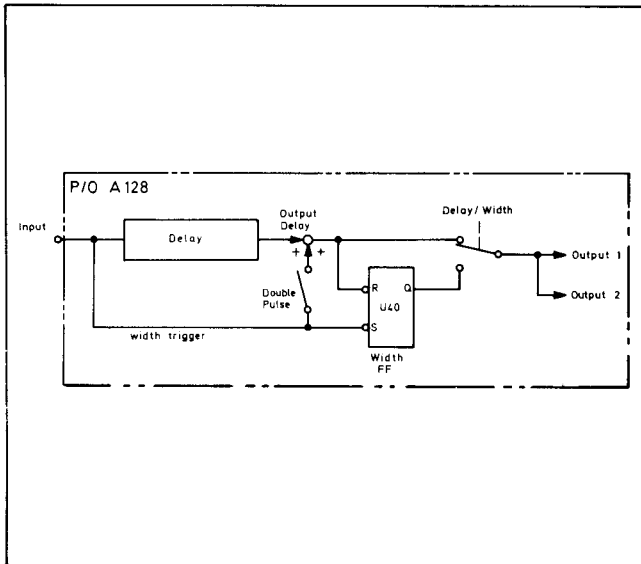 P/O A128
Input
Delay
Output
Delay
Delay/Width
+ +
Double
Pulse
R Q
U40
S
Width
FF
width trigger
Output 1
Output 2